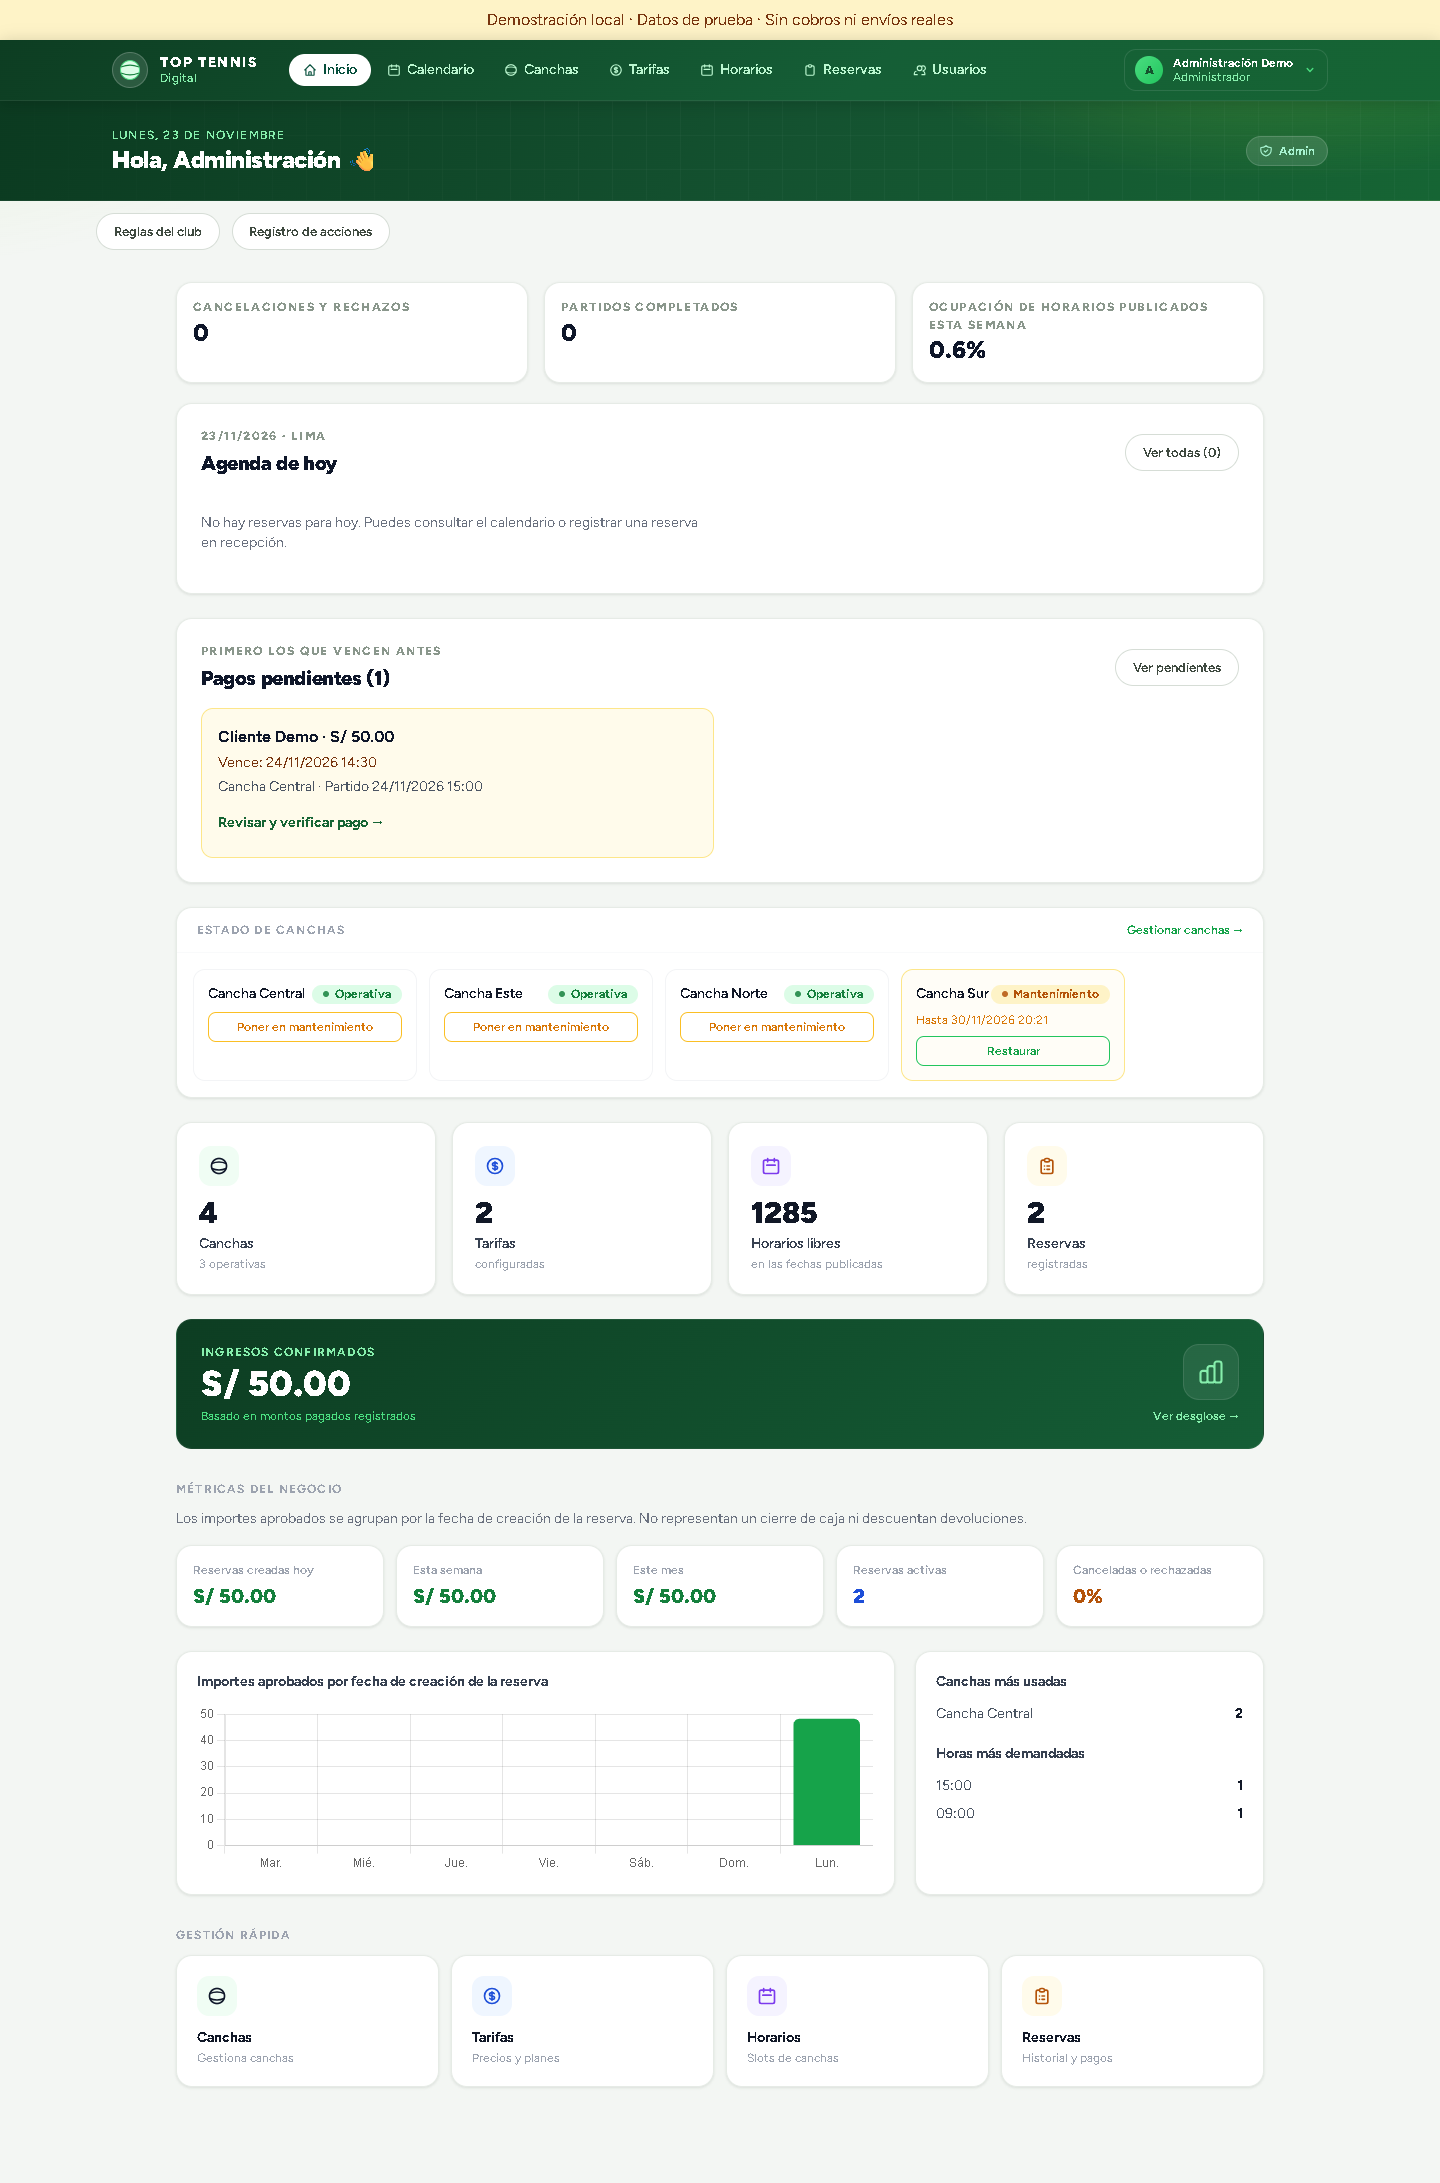 Demostración local · Datos de prueba · Sin cobros ni envíos reales
TOP TENNIS
Digital
Inicio
Calendario
Canchas
Tarifas
Horarios
Reservas
Usuarios
A
Administración Demo
Administrador
LUNES, 23 DE NOVIEMBRE
Hola, Administración 👋
Admin
Reglas del club
Registro de acciones
CANCELACIONES Y RECHAZOS
0
PARTIDOS COMPLETADOS
0
OCUPACIÓN DE HORARIOS PUBLICADOS
ESTA SEMANA
0.6%
23/11/2026 · LIMA
Agenda de hoy
Ver todas (0)
No hay reservas para hoy. Puedes consultar el calendario o registrar una reserva
en recepción.
PRIMERO LOS QUE VENCEN ANTES
Pagos pendientes (1)
Ver pendientes
Cliente Demo · S/ 50.00
Vence: 24/11/2026 14:30
Cancha Central · Partido 24/11/2026 15:00
Revisar y verificar pago →
ESTADO DE CANCHAS
Gestionar canchas →
Cancha Central
Operativa
Poner en mantenimiento
Cancha Este
Operativa
Poner en mantenimiento
Cancha Norte
Operativa
Poner en mantenimiento
Cancha Sur
Mantenimiento
Hasta 30/11/2026 20:21
Restaurar
4
Canchas
3 operativas
2
Tarifas
configuradas
1285
Horarios libres
en las fechas publicadas
2
Reservas
registradas
INGRESOS CONFIRMADOS
S/ 50.00
Basado en montos pagados registrados
Ver desglose →
MÉTRICAS DEL NEGOCIO
Los importes aprobados se agrupan por la fecha de creación de la reserva. No representan un cierre de caja ni descuentan devoluciones.
Reservas creadas hoy
S/ 50.00
Esta semana
S/ 50.00
Este mes
S/ 50.00
Reservas activas
2
Canceladas o rechazadas
0%
Importes aprobados por fecha de creación de la reserva
50
40
30
20
10
0
Mar.
Mié.
Jue.
Vie.
Sáb.
Dom.
Lun.
Canchas más usadas
Cancha Central 2
Horas más demandadas
15:00 1
09:00 1
GESTIÓN RÁPIDA
Canchas
Gestiona canchas
Tarifas
Precios y planes
Horarios
Slots de canchas
Reservas
Historial y pagos